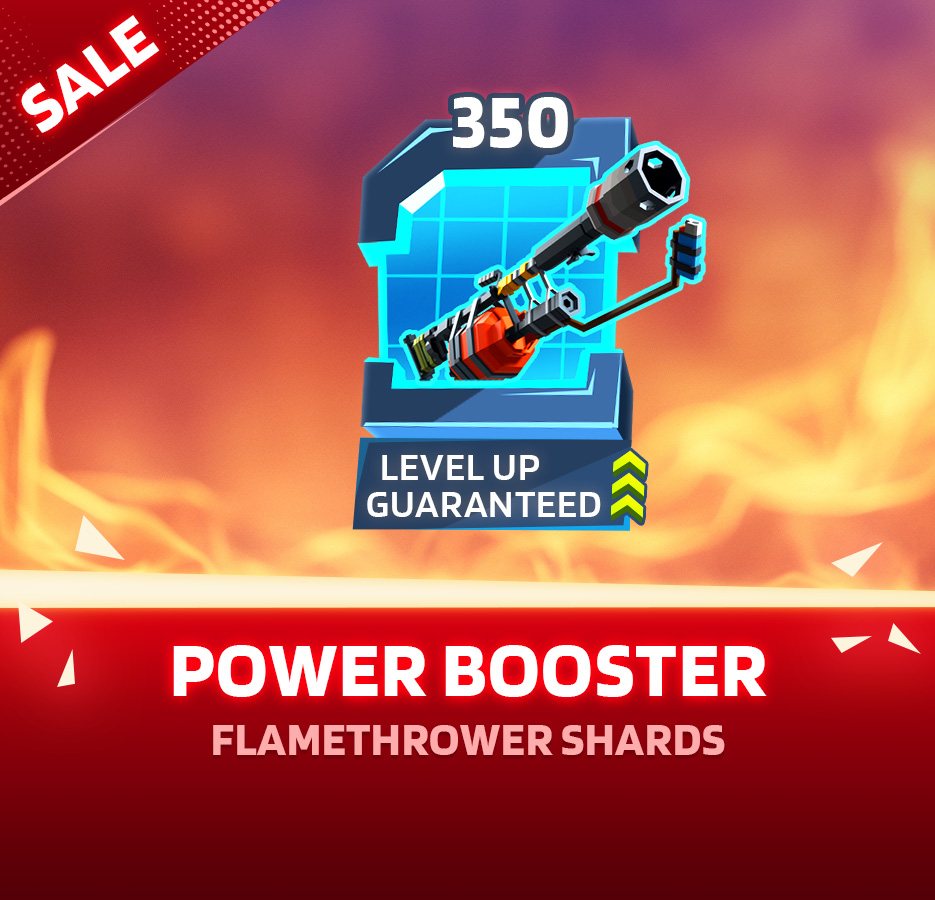 SALE
350
LEVEL UP
GUARANTEED
POWER BOOSTER
FLAMETHROWER SHARDS